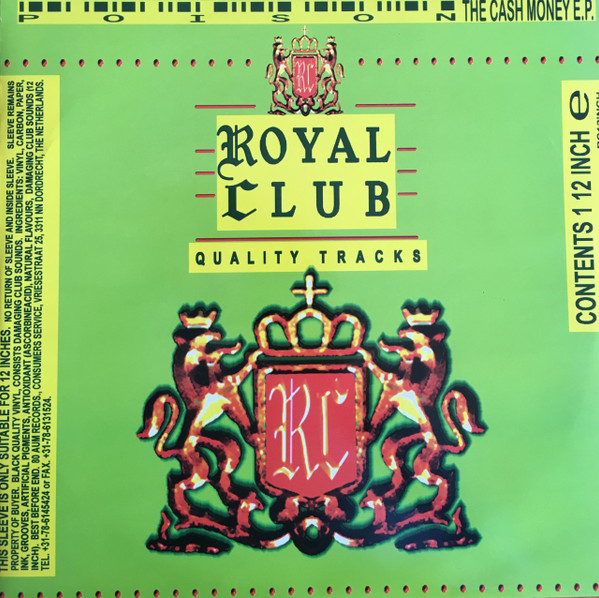 POISON THE CASH MONEY E.P.
RC
ROYAL
CLUB
QUALITY TRACKS
RC
THIS SLEEVE IS ONLY SUITABLE FOR 12 INCHES. NO RETURN OF SLEEVE AND INSIDE SLEEVE. SLEEVE REMAINS
PROPERTY OF BUYER. BLACK QUALITY VINYL, CONSISTS DAMAGING CLUB SOUNDS. INGREDIENTS: VINYL, CARBON, PAPER,
INK, GROOVES, ARTIFICIAL PIGMENTS, ANTIOXIDANT (ASCORBINEACID), NATURAL FLAVOURS, DAMAGING CLUB SOUNDS (12
INCH). BEST BEFORE END. 80 AUM RECORDS, CONSUMERS SERVICE, VRIESESTRAAT 25, 3311 NN DORDRECHT, THE NETHERLANDS.
TEL +31-78-6145424 or FAX. +31-78-6131524.
CONTENTS 1 12 INCH e